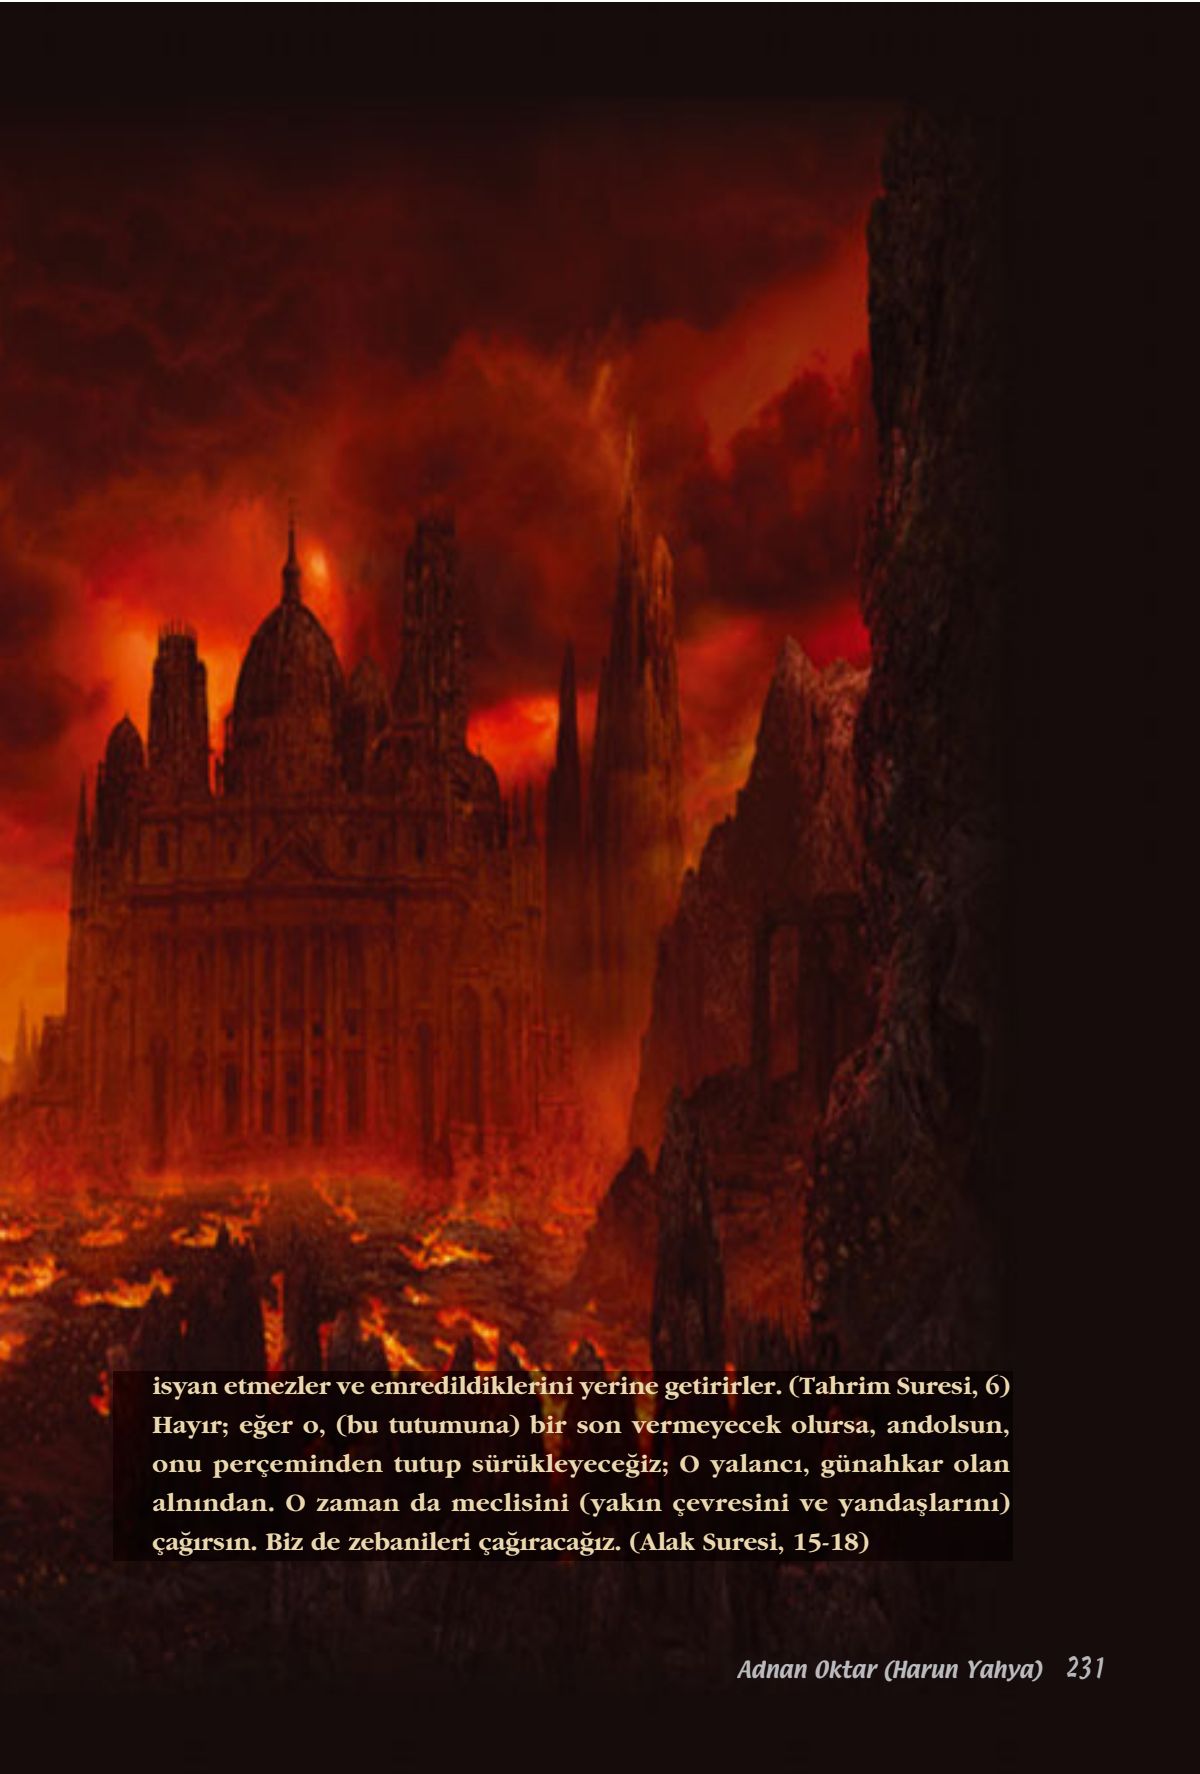 isyan etmezler ve emredildiklerini yerine getirirler. (Tahrim Suresi, 6)
Hayır; eğer o, (bu tutumuna) bir son vermeyecek olursa, andolsun,
onu perçeminden tutup sürükleyeceğiz; O yalancı, günahkar olan
alnından. O zaman da meclisini (yakın çevresini ve yandaşlarını)
çağırsın. Biz de zebanileri çağıracağız. (Alak Suresi, 15-18)
Adnan Oktar (Harun Yahya) 231